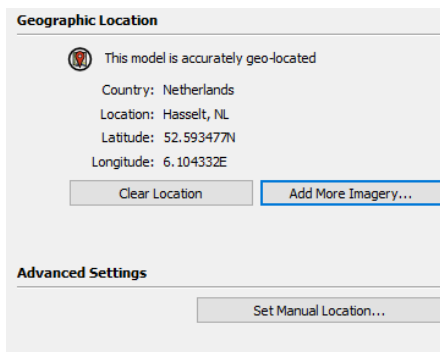 Geographic Location
This model is accurately geo-located
Country: Netherlands
Location: Hasselt, NL
Latitude: 52.593477N
Longitude: 6.104332E
Clear Location Add More Imagery...
Advanced Settings
Set Manual Location...